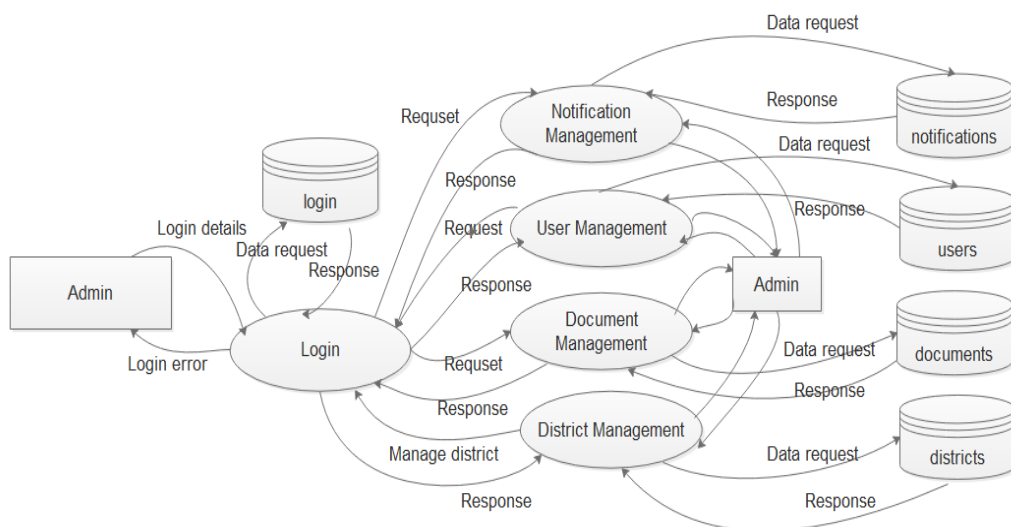 Data request
Notification
Management
Requset
Response
notifications
login
Response
Data request
Login details
Data request
Response
Request
User Management
Response
users
Admin
Response
Admin
Login
Document
Management
Login error
Requset
Data request
documents
Response
Response
District Management
Manage district
Data request
districts
Response
Response